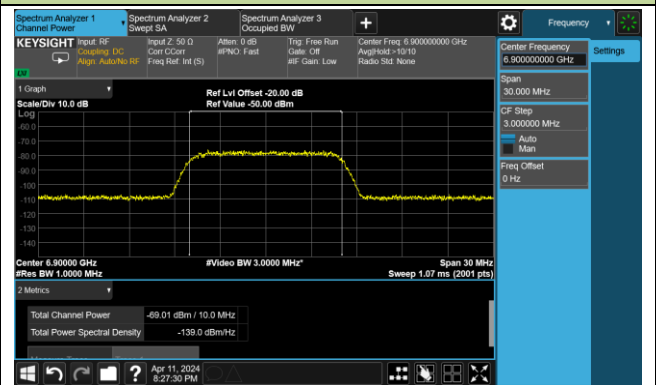 Spectrum Analyzer 1
Channel Power
Spectrum Analyzer 2
Swept SA
Spectrum Analyzer 3
Occupied BW
Frequency
KEYSIGHT
Input: RF
Coupling: DC
Align: Auto/No RF
Input Z: 50 Ω
Corr CCorr
Freq Ref: Int (S)
Atten: 0 dB
#PNO: Fast
Trig: Free Run
Gate: Off
#IF Gain: Low
Center Freq: 6.900000000 GHz
Avg|Hold:>10/10
Radio Std: None
Center Frequency
6.900000000 GHz
Settings
Span
30.000 MHz
CF Step
3.000000 MHz
Auto
Man
Freq Offset
0 Hz
1 Graph
Scale/Div 10.0 dB
Ref Lvl Offset -20.00 dB
Ref Value -50.00 dBm
Log
-60.0
-70.0
-80.0
-90.0
-100
-110
-120
-130
-140
Center 6.90000 GHz
#Video BW 3.0000 MHz*
Span 30 MHz
#Res BW 1.0000 MHz
Sweep 1.07 ms (2001 pts)
2 Metrics
Total Channel Power
-69.01 dBm / 10.0 MHz
Total Power Spectral Density
-139.0 dBm/Hz
?
Apr 11, 2024
8:27:30 PM